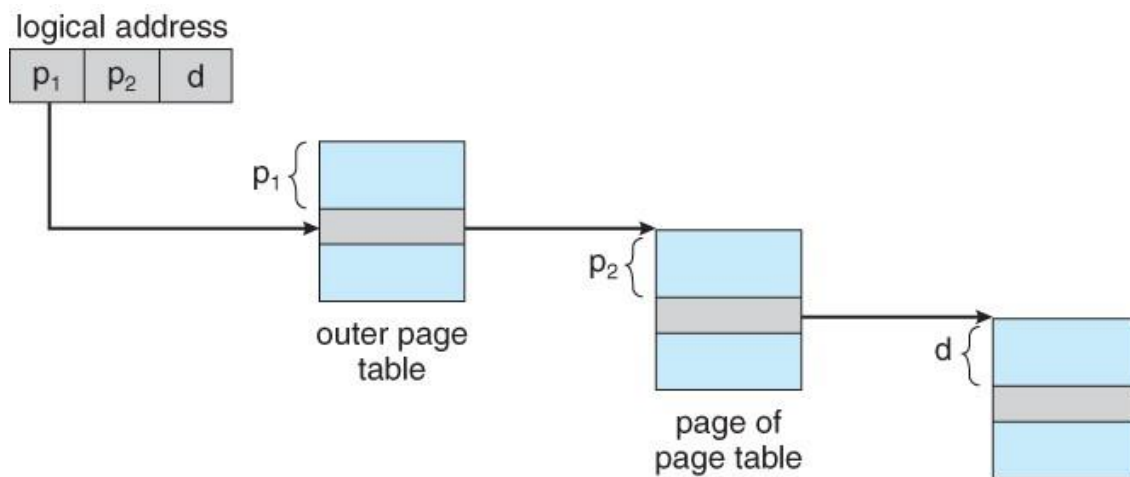 logical address
p₁ p₂ d
p₁
outer page
table
p₂
page of
page table
d